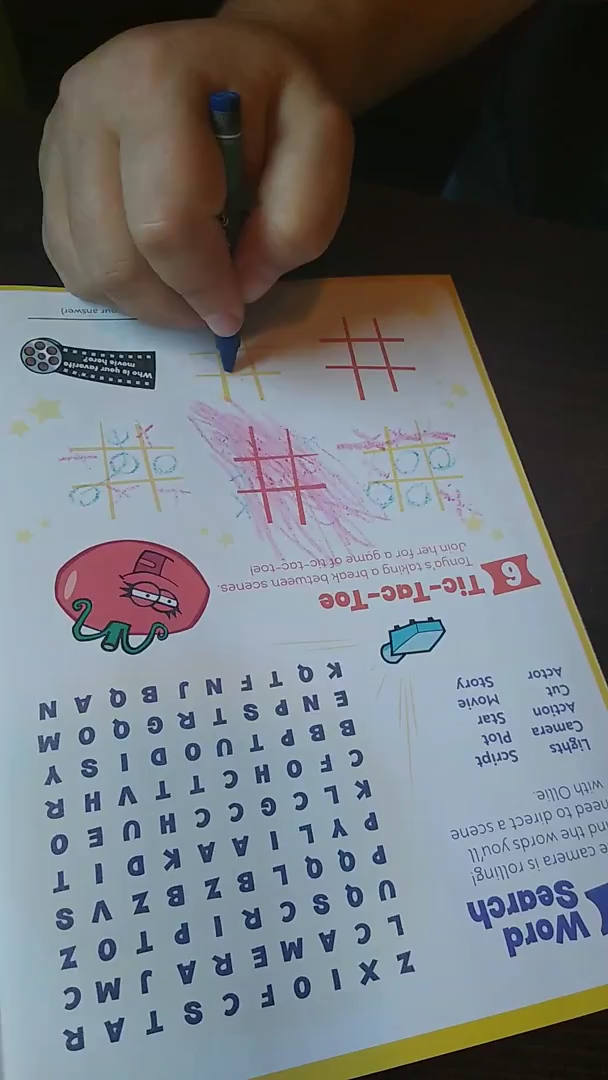 Word
Search
camera is rolling!
the words you'll
need to direct a scene
with Ollie.
Lights Script
Camera Plot
Action Star
Cut Movie
Actor Story
Z X I O F C S T A R
L C A M E R A J M C
U Q S C R I P T O Z
P Q Q L B Z B Z V S
P Y L I A A K D I T
K L C G C C H U E O
C F O H C T T V H R
B B P T U O D I S Y
E N P S T R G Q O M
K Q T F N J B Q A N
6 Tic-Tac-Toe
Tonya's taking a break between scenes.
Join her for a game of tic-tac-toe!
Who is your favorite
movie hero?
answer)